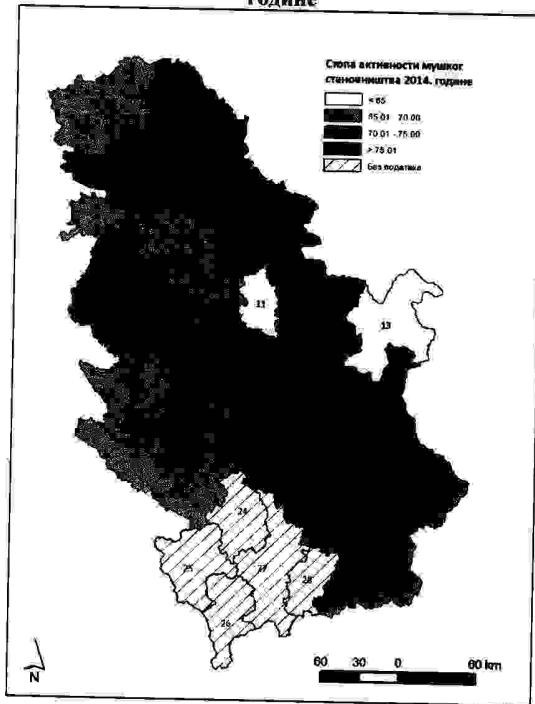 године
Стопа активности мушког
становништва 2014. године
< 65
65.01 - 70.00
70.01 - 75.00
> 75.01
Без података
11
13
24
25
27
28
26
N
60 30 0 60 km